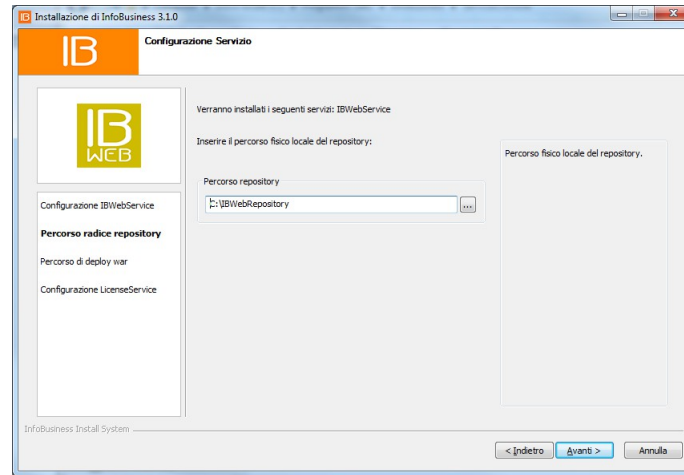 Installazione di InfoBusiness 3.1.0
IB
Configurazione Servizio
IB
WEB
Configurazione IBWebService
Percorso radice repository
Percorso di deploy war
Configurazione LicenseService
Verranno installati i seguenti servizi: IBWebService
Inserire il percorso fisico locale del repository:
Percorso repository
C:\IBWebRepository
...
Percorso fisico locale del repository.
InfoBusiness Install System
< Indietro
Avanti >
Annulla